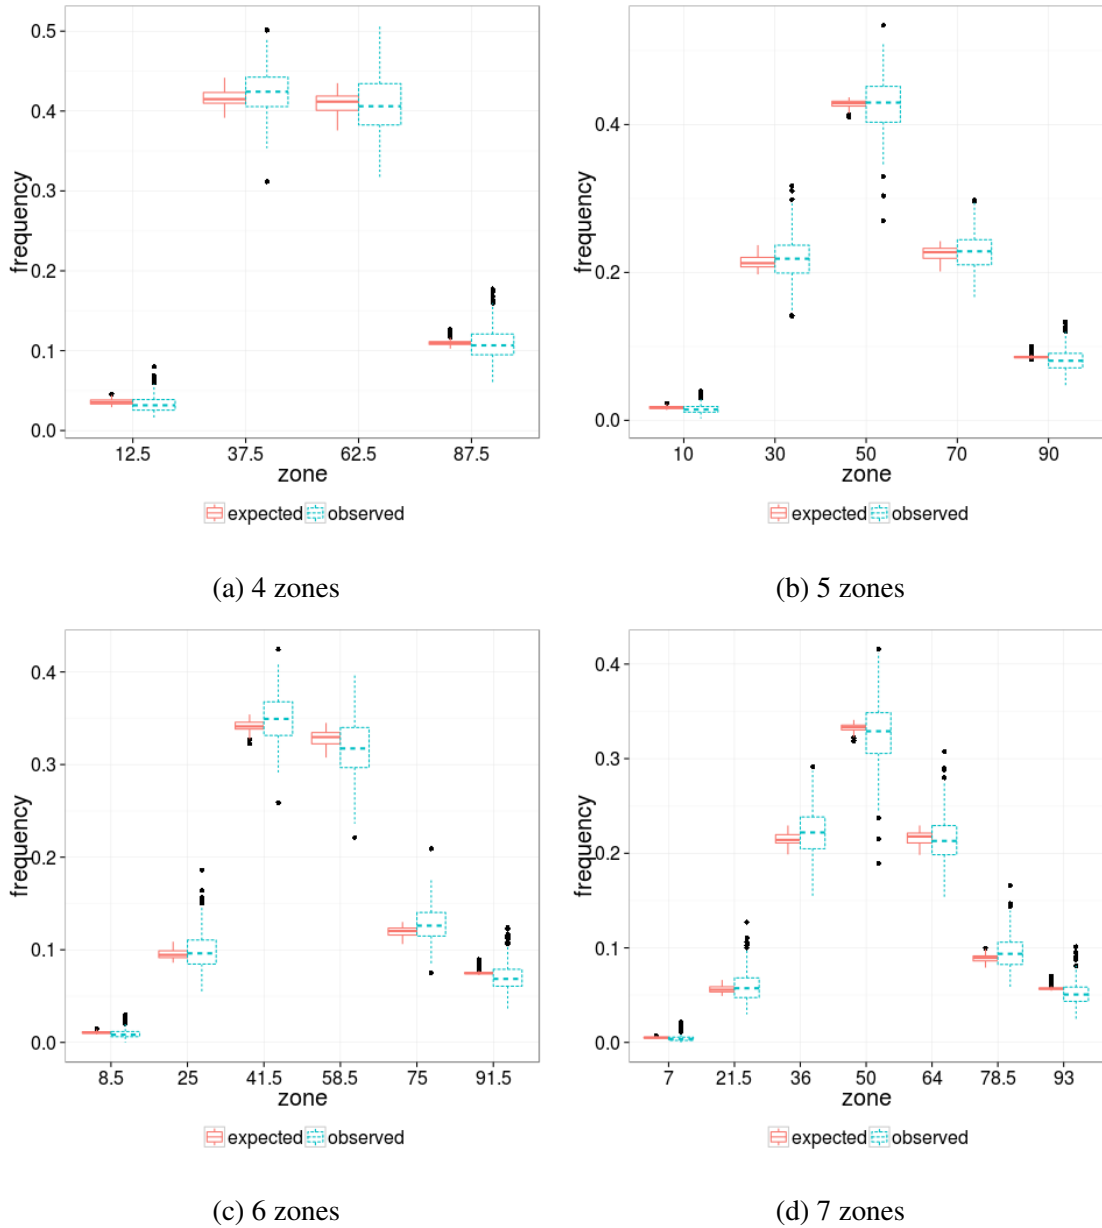 0.5
0.4
0.3
0.2
0.1
0.0
frequency
12.5 37.5 62.5 87.5
zone
expected observed
(a) 4 zones
0.4
0.2
0.0
frequency
10 30 50 70 90
zone
expected observed
(b) 5 zones
0.4
0.3
0.2
0.1
0.0
frequency
8.5 25 41.5 58.5 75 91.5
zone
expected observed
(c) 6 zones
0.4
0.3
0.2
0.1
0.0
frequency
7 21.5 36 50 64 78.5 93
zone
expected observed
(d) 7 zones